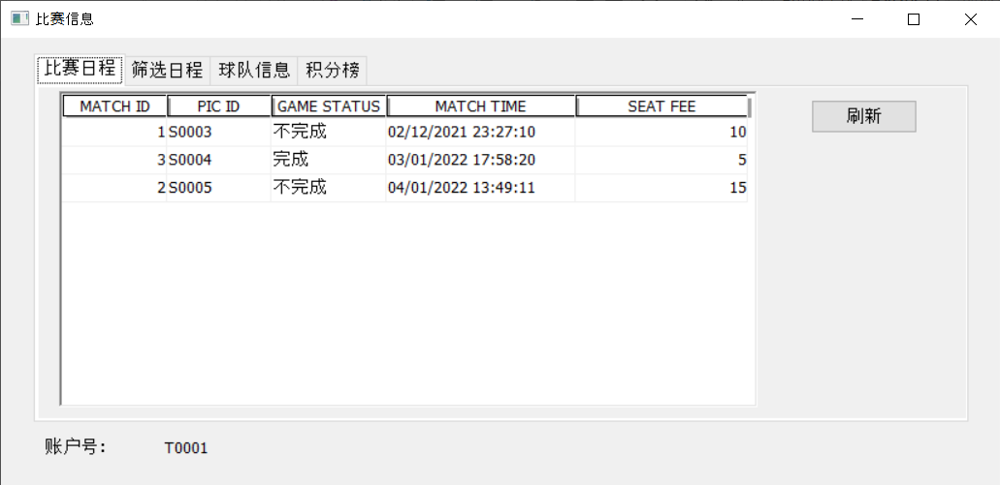 比赛信息
比赛日程 筛选日程 球队信息 积分榜
MATCH ID PIC ID GAME STATUS MATCH TIME SEAT FEE
刷新
1 S0003 不完成 02/12/2021 23:27:10 10
3 S0004 完成 03/01/2022 17:58:20 5
2 S0005 不完成 04/01/2022 13:49:11 15
账户号: T0001